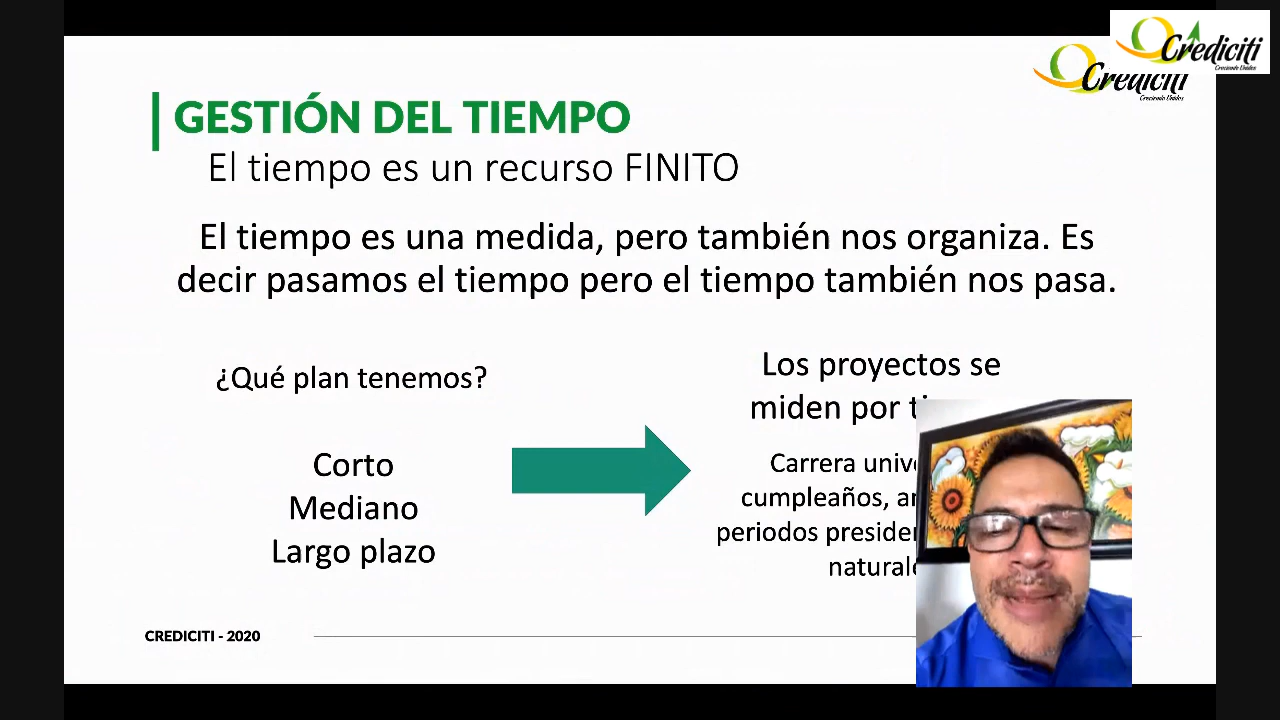 Crediciti
Creciendo Unidos
Crediciti
Creciendo Unidos
GESTIÓN DEL TIEMPO
El tiempo es un recurso FINITO
El tiempo es una medida, pero también nos organiza. Es
decir pasamos el tiempo pero el tiempo también nos pasa.
¿Qué plan tenemos?
Corto
Mediano
Largo plazo
Los proyectos se
miden por
Carrera
cumpleaños,
periodos
CREDICITI - 2020